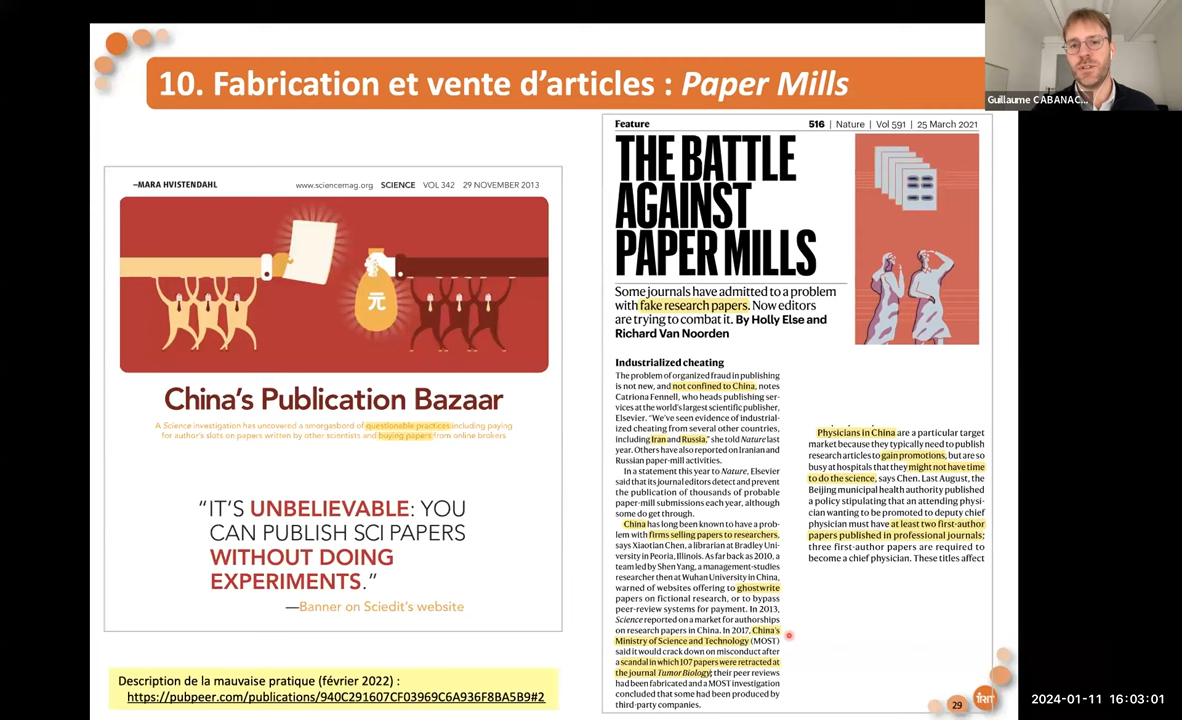 10. Fabrication et vente d’articles : Paper Mills
Guillaume CABANAC...
–MARA HVISTENDAHL
www.sciencemag.org SCIENCE VOL 342 29 NOVEMBER 2013
元
China’s Publication Bazaar
A Science investigation has uncovered a smorgasbord of questionable practices including paying
for author’s slots on papers written by other scientists and buying papers from online brokers
“IT’S UNBELIEVABLE: YOU
CAN PUBLISH SCI PAPERS
WITHOUT DOING
EXPERIMENTS.”
—Banner on Sciedit’s website
Description de la mauvaise pratique (février 2022) :
https://pubpeer.com/publications/940C291607CF03969C6A936F8BA5B9#2
Feature
516 | Nature | Vol 591 | 25 March 2021
THE BATTLE
AGAINST
PAPER MILLS
Some journals have admitted to a problem
with fake research papers. Now editors
are trying to combat it. By Holly Else and
Richard Van Noorden
Industrialized cheating
The problem of organized fraud in publishing
is not new, and not confined to China, notes
Catriona Fennell, who heads publishing ser-
vices at the world’s largest scientific publisher,
Elsevier. “We’ve seen evidence of industrial-
ized cheating from several other countries,
including Iran and Russia,” she told Nature last
year. Others have also reported on Iranian and
Russian paper-mill activities.
In a statement this year to Nature, Elsevier
said that its journal editors detect and prevent
the publication of thousands of probable
paper-mill submissions each year, although
some do get through.
China has long been known to have a prob-
lem with firms selling papers to researchers,
says Xiaotian Chen, a librarian at Bradley Uni-
versity in Peoria, Illinois. As far back as 2010, a
team led by Shen Yang, a management-studies
researcher then at Wuhan University in China,
warned of websites offering to ghostwrite
papers on fictional research, or to bypass
peer-review systems for payment. In 2013,
Science reported on a market for authorships
on research papers in China. In 2017, China’s
Ministry of Science and Technology (MOST)
said it would crack down on misconduct after
a scandal in which 107 papers were retracted at
the journal Tumor Biology; their peer reviews
had been fabricated and a MOST investigation
concluded that some had been produced by
third-party companies.
Physicians in China are a particular target
market because they typically need to publish
research articles to gain promotions, but are so
busy at hospitals that they might not have time
to do the science, says Chen. Last August, the
Beijing municipal health authority published
a policy stipulating that an attending physi-
cian wanting to be promoted to deputy chief
physician must have at least two first-author
papers published in professional journals;
three first-author papers are required to
become a chief physician. These titles affect
29
IRIT
2024-01-11 16:03:01